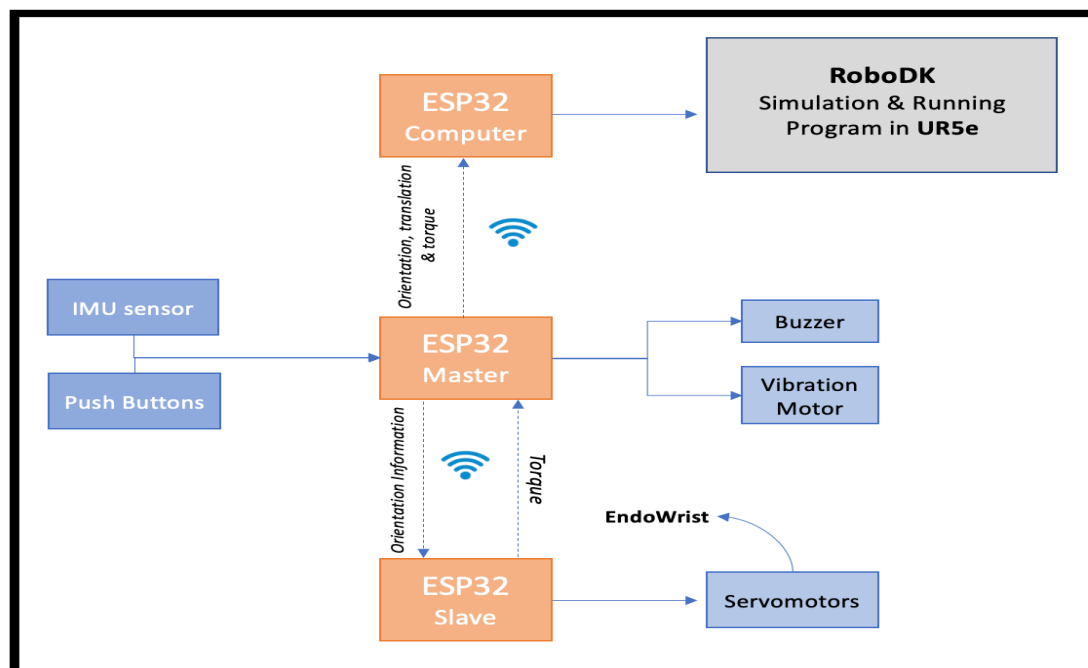 RoboDK
Simulation & Running
Program in UR5e
ESP32
Computer
Orientation, translation
& torque
IMU sensor
Push Buttons
ESP32
Master
Buzzer
Vibration
Motor
Orientation Information
Torque
EndoWrist
ESP32
Slave
Servomotors